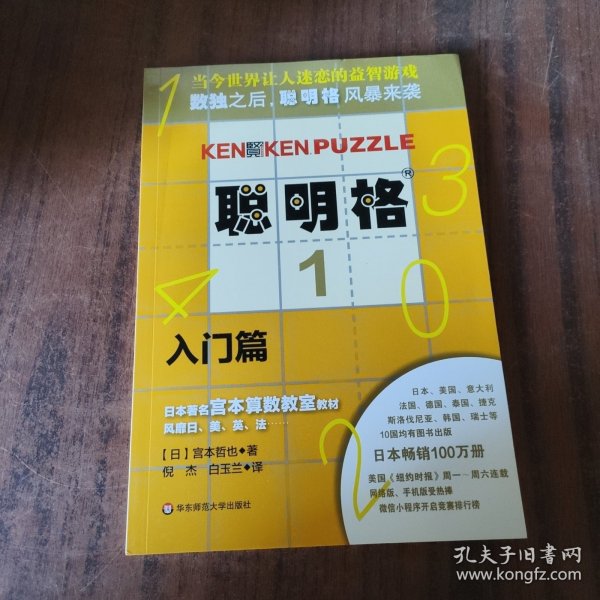 当今世界让人迷恋的益智游戏
数独之后，聪明格 风暴来袭
KEN賢KEN PUZZLE
聪明格®
1
入门篇
1
3
4
0
2
日本著名宫本算数教室教材
风靡日、美、英、法……
【日】宫本哲也◆著
倪 杰 白玉兰◆译
华东师范大学出版社
日本、美国、意大利
法国、德国、泰国、捷克
斯洛伐尼亚、韩国、瑞士等
10国均有图书出版
日本畅销100万册
美国《纽约时报》周一～周六连载
网络版、手机版受热捧
微信小程序开启竞赛排行榜
孔夫子旧书网
www.kongfz.com